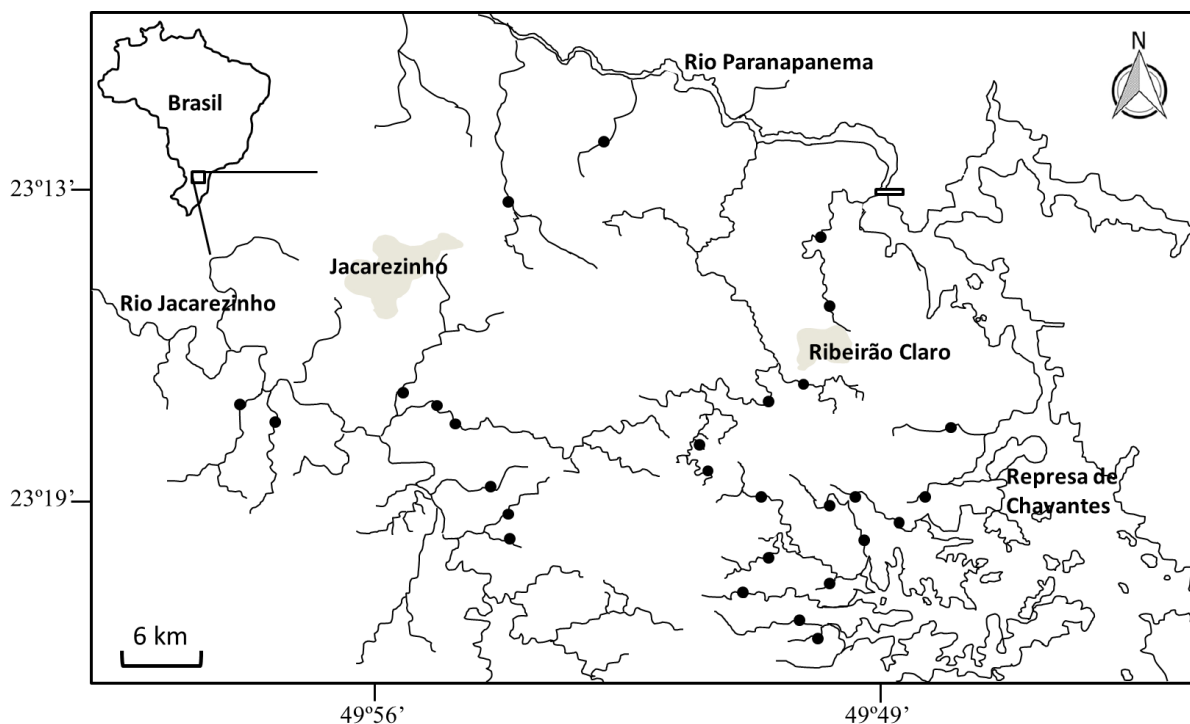 Rio Paranapanema
N
Brasil
23º13’
Jacarezinho
Rio Jacarezinho
Ribeirão Claro
23º19’
Represa de
Chavantes
6 km
49º56’
49º49’